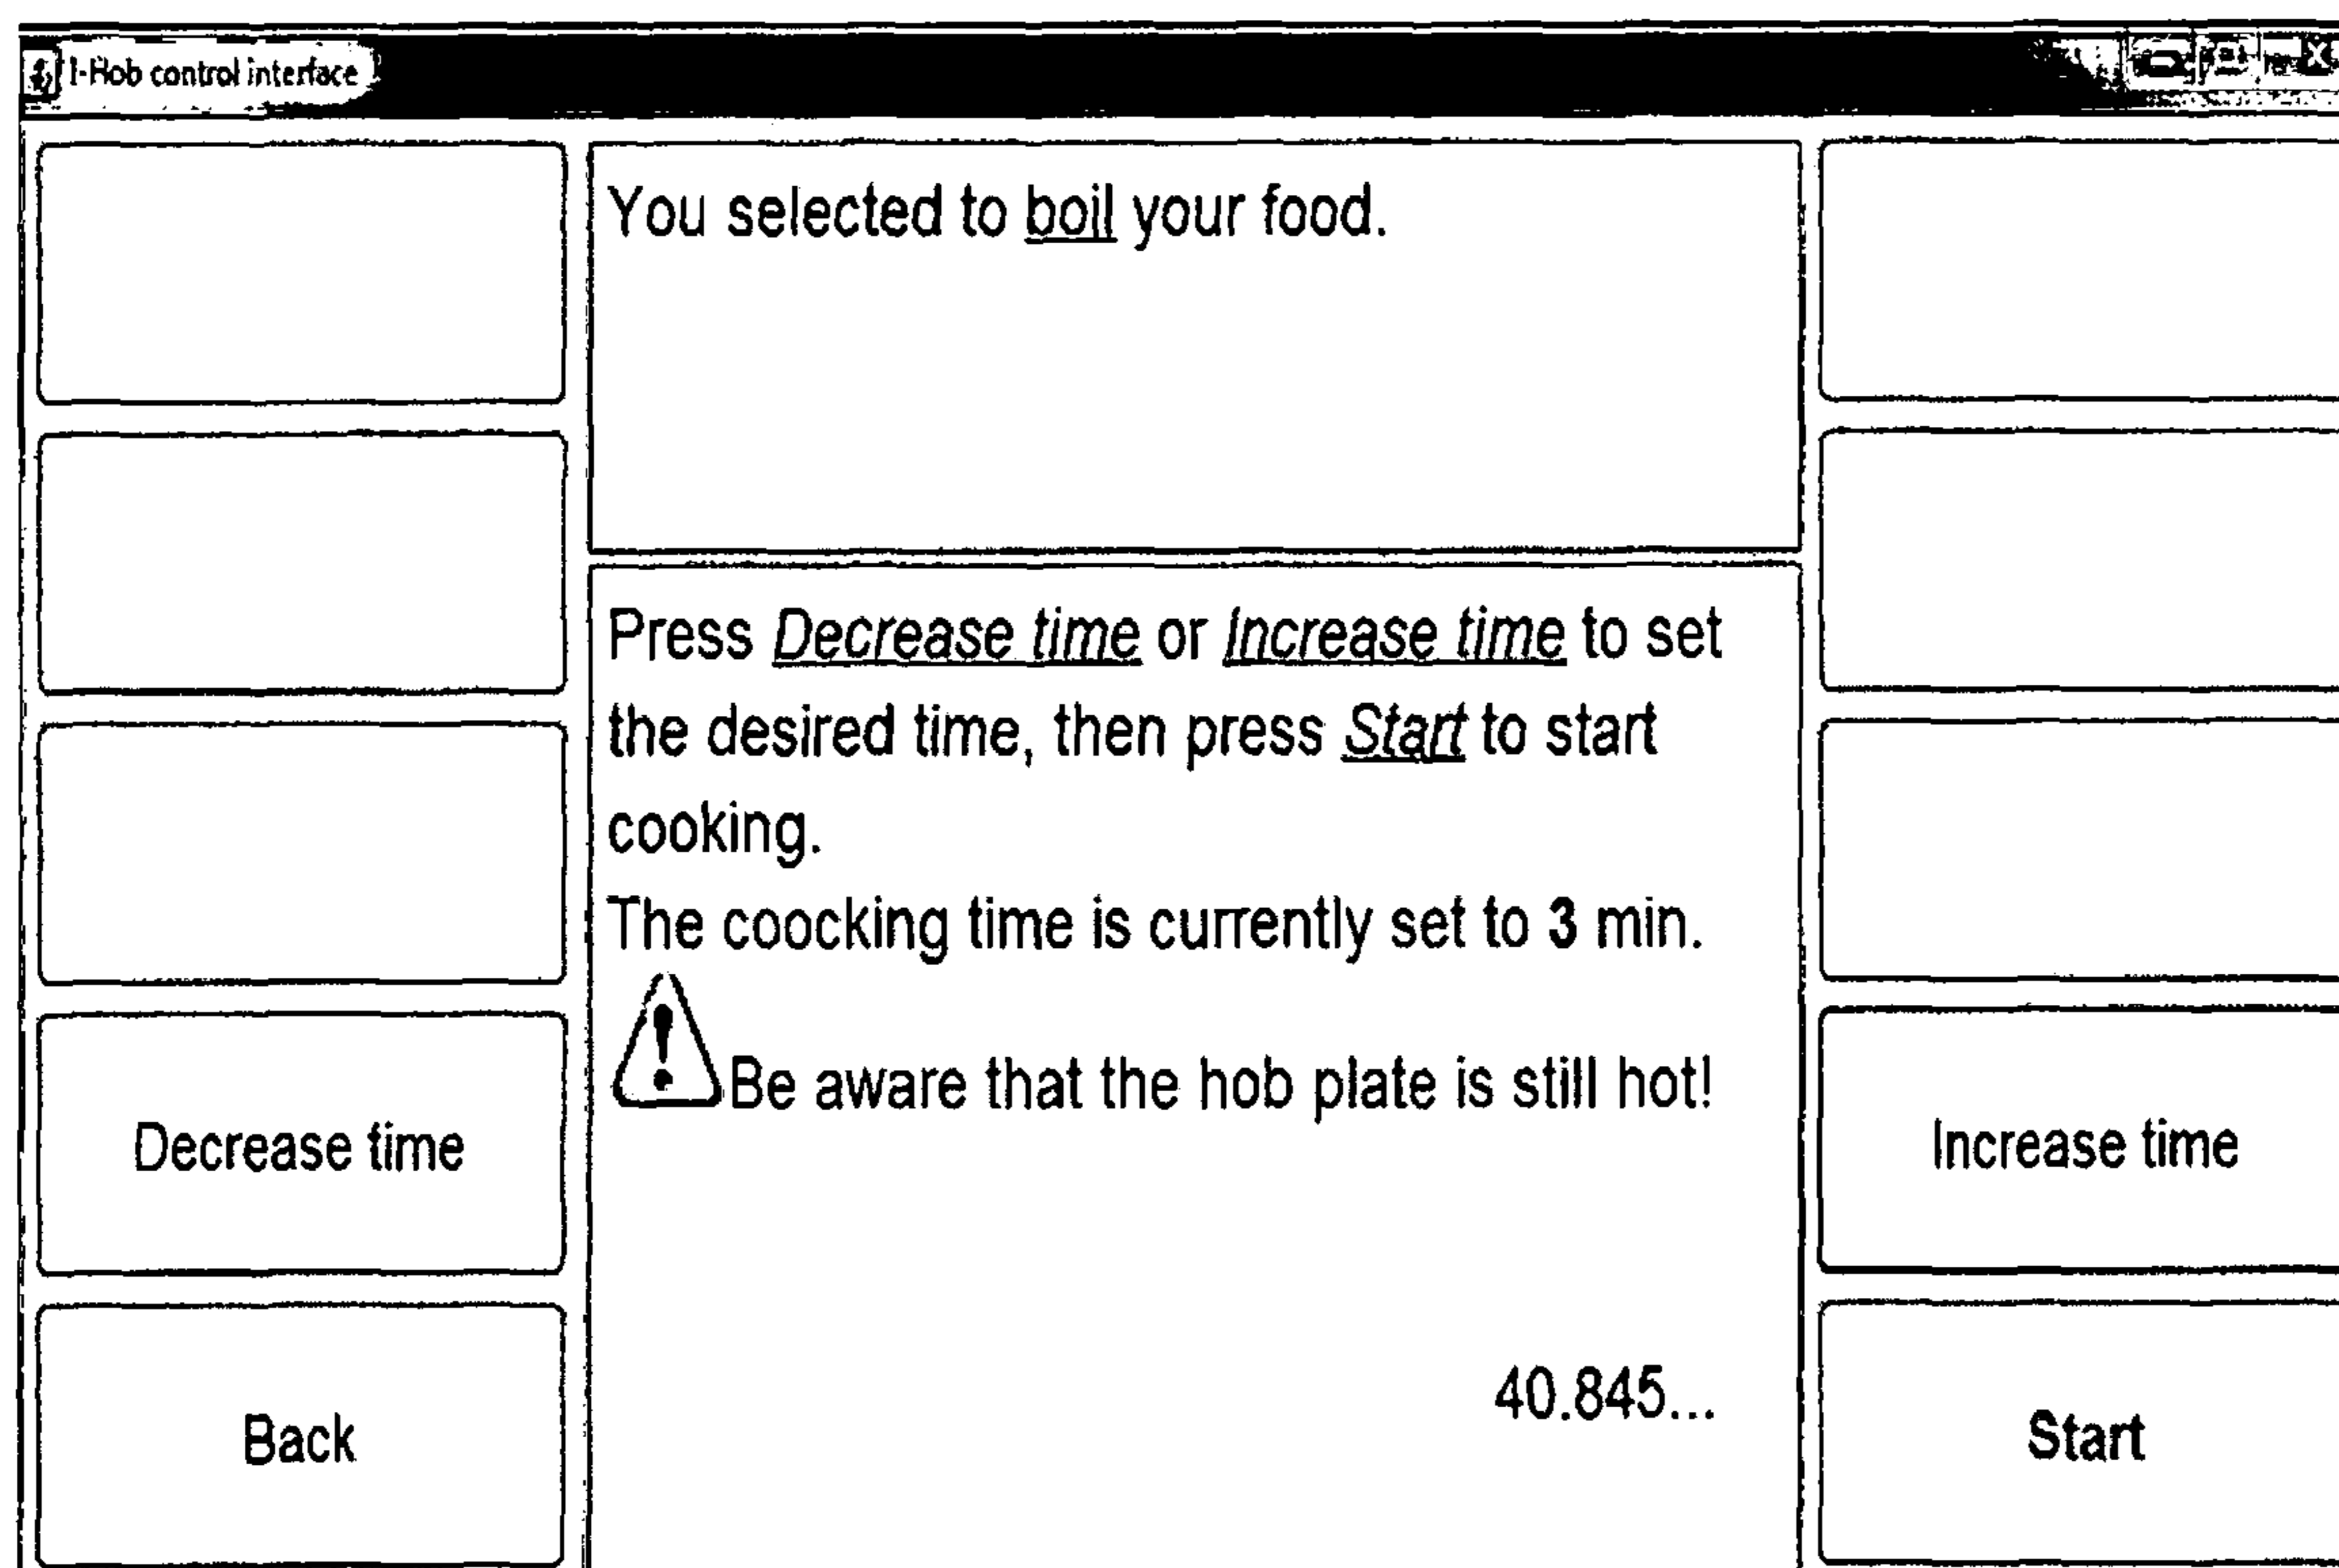 I-Hob control interface
You selected to boil your food.
Press Decrease time or Increase time to set
the desired time, then press Start to start
cooking.
The coocking time is currently set to 3 min.
Be aware that the hob plate is still hot!
Decrease time
Increase time
40.845...
Back
Start